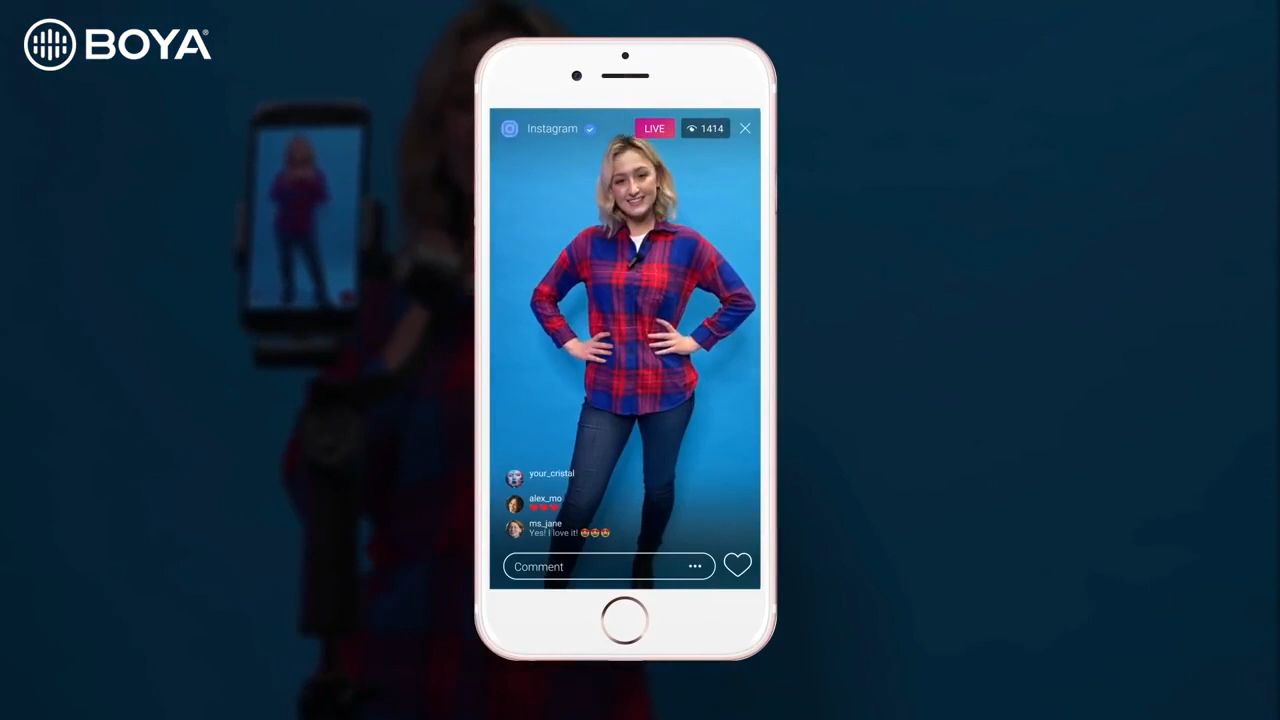 BOYA®
Instagram
LIVE
1414
your_cristal
alex_mo
ms_jane
Yes! I love it! 😍😍😍
Comment